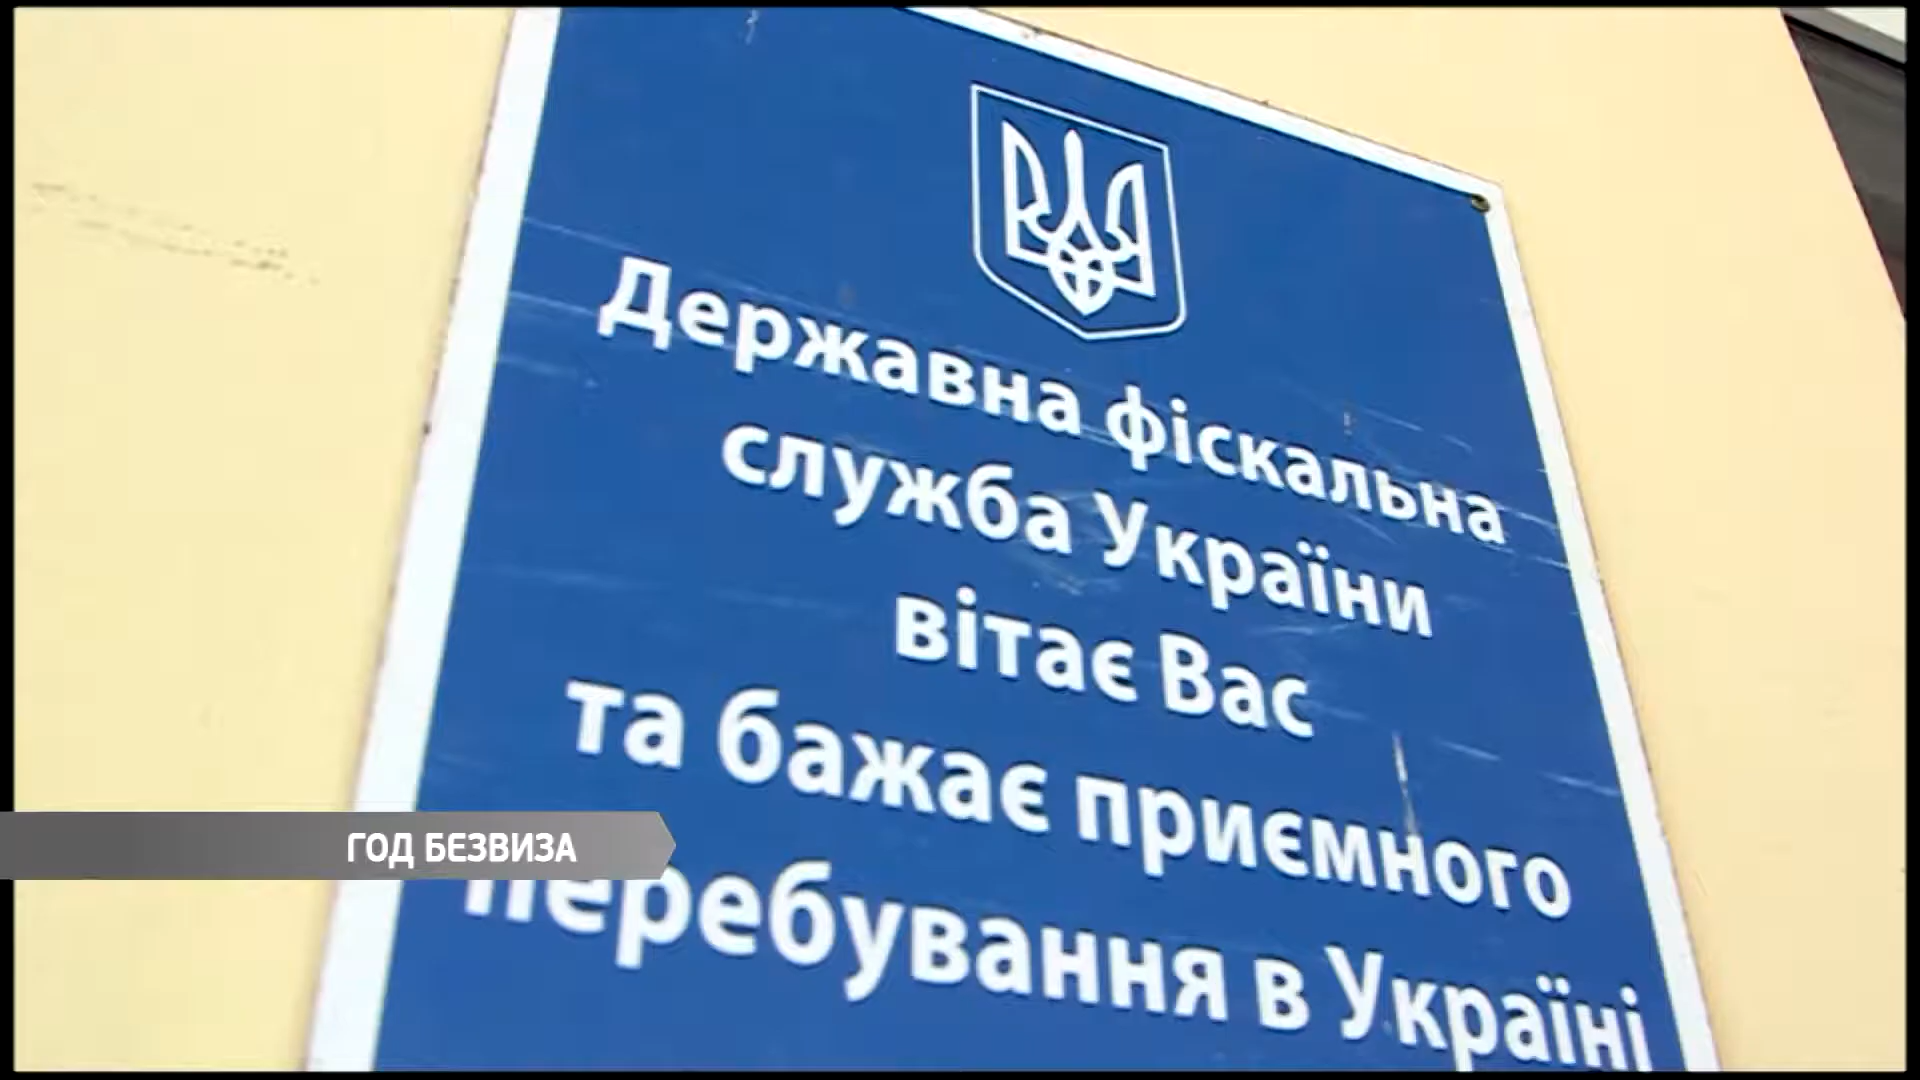 Державна фіскальна
служба України
вітає Вас
та бажає приємного
перебування в Україні
ГОД БЕЗВИЗА